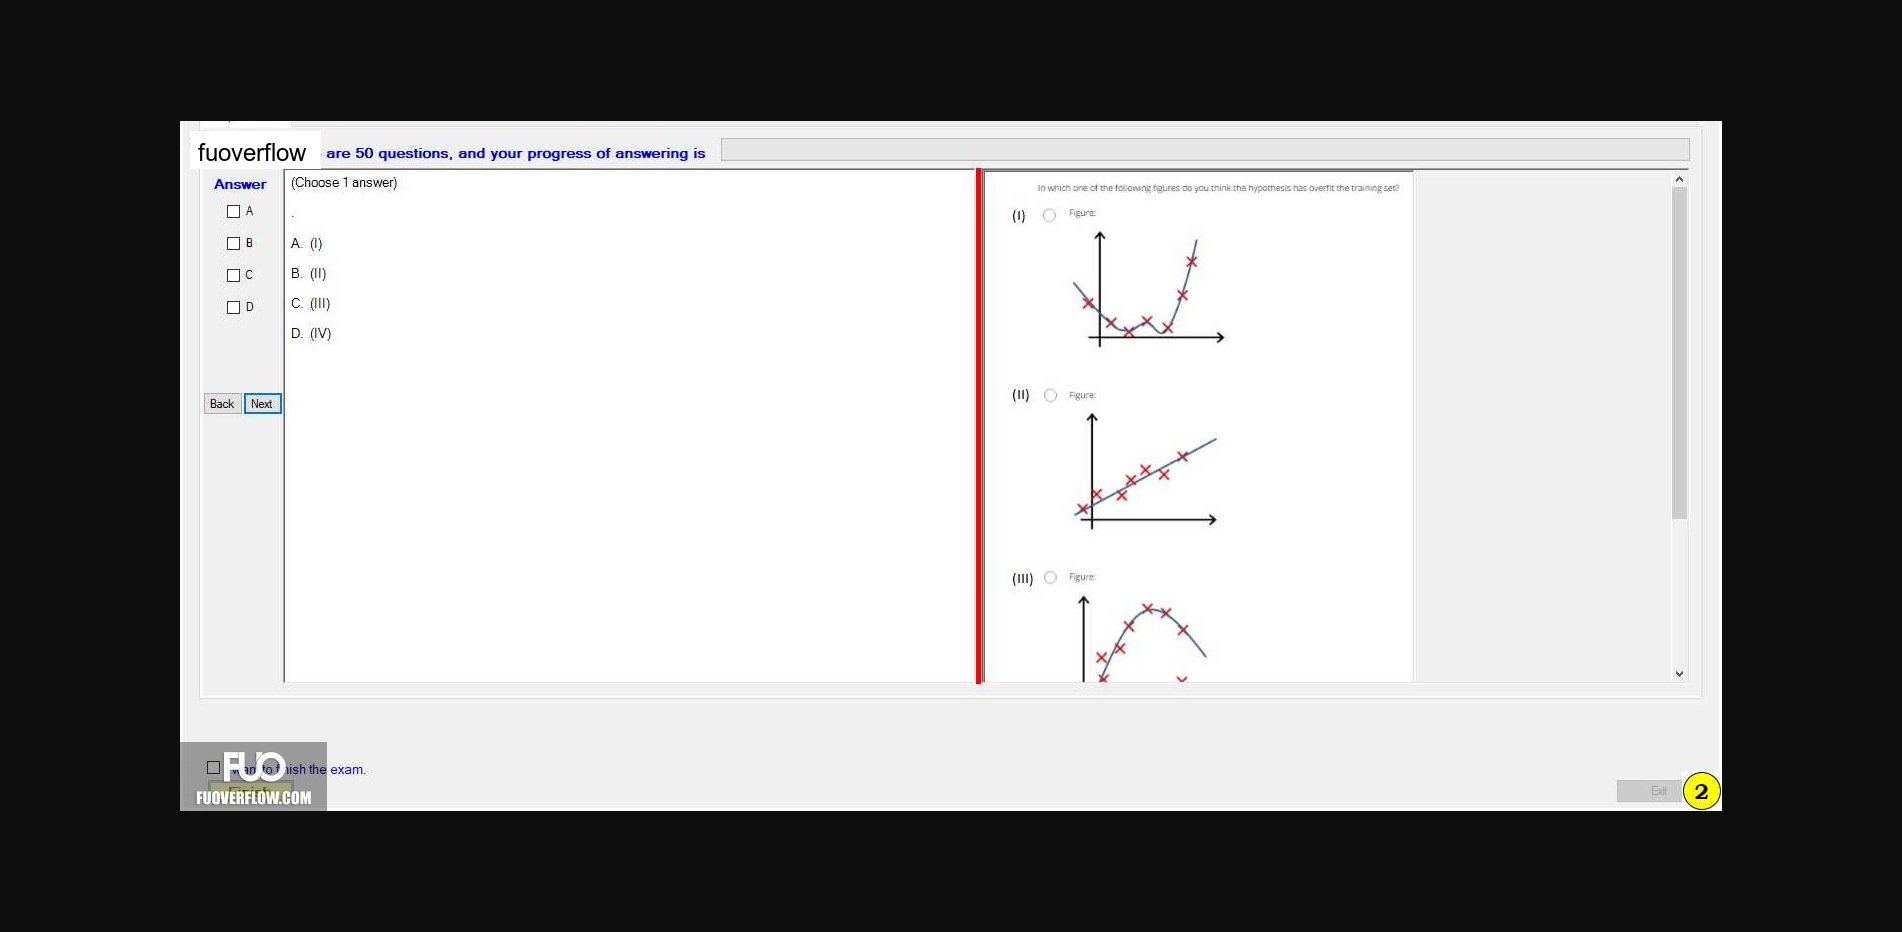 fuoverflow are 50 questions, and your progress of answering is
Answer
A
B
C
D
Back Next
(Choose 1 answer)
.
A. (I)
B. (II)
C. (III)
D. (IV)
In which one of the following figures do you think the hypothesis has overfit the training set?
(I) Figure:
(II) Figure:
(III) Figure:
want to finish the exam.
Finish
FUO
FUOVERFLOW.COM
Exit
2